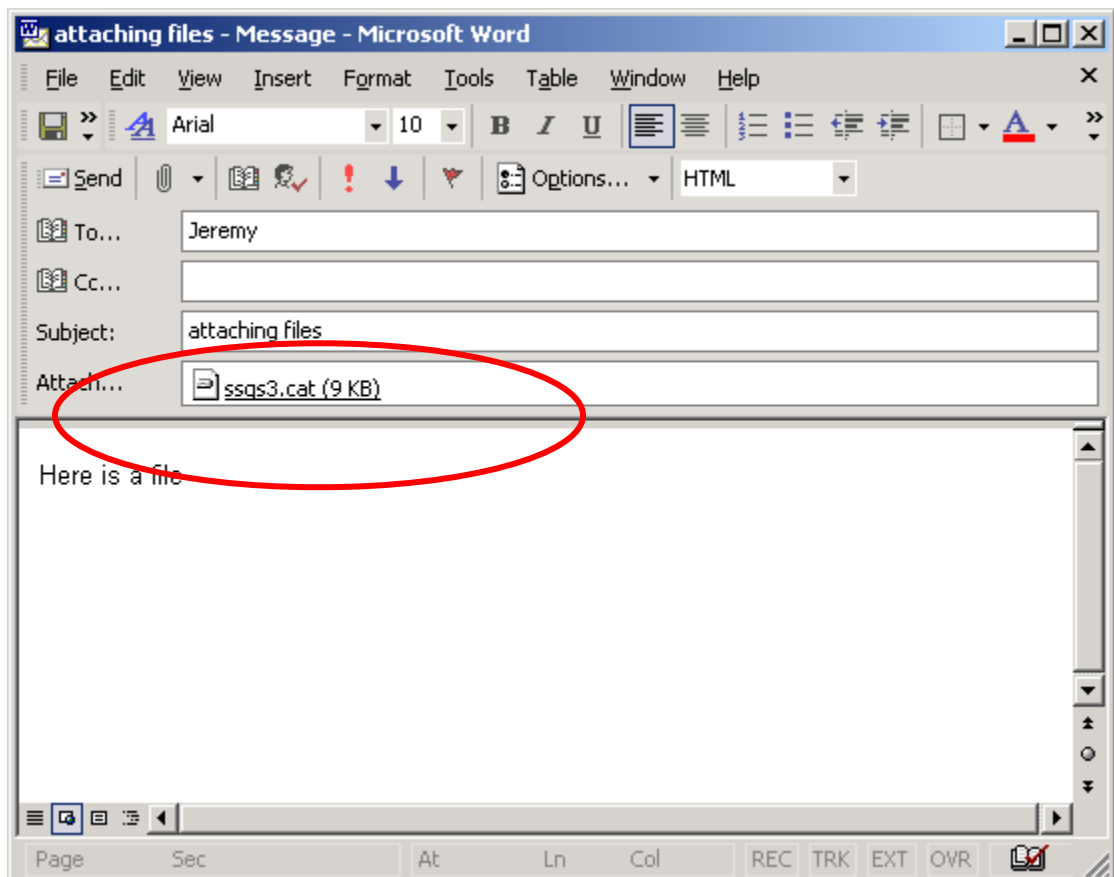 attaching files - Message - Microsoft Word
File Edit View Insert Format Tools Table Window Help
Arial 10 B I U A
Send Options... HTML
To... Jeremy
Cc...
Subject: attaching files
Attach... ssgs3.cat (9 KB)
Here is a file
Page Sec At Ln Col REC TRK EXT OVR